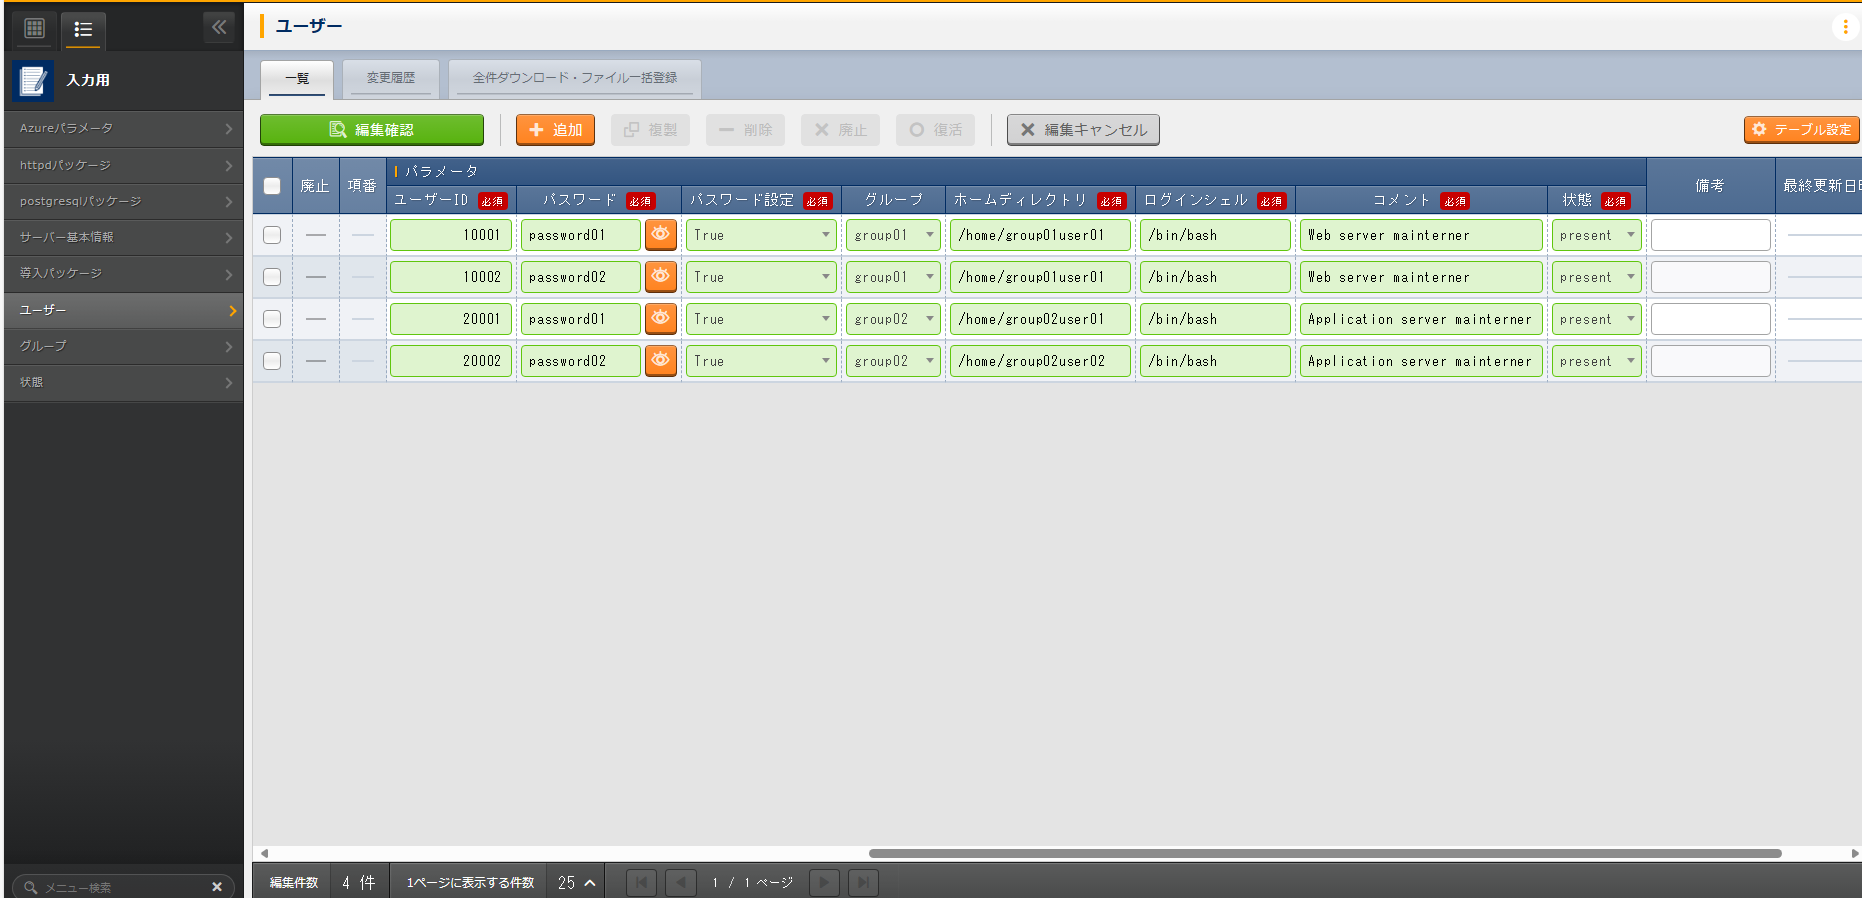 入力用
Azureパラメータ
httpdパッケージ
postgresqlパッケージ
サーバー基本情報
導入パッケージ
ユーザー
グループ
状態
メニュー検索
ユーザー
一覧 変更履歴 全件ダウンロード・ファイル一括登録
編集確認 追加 複製 削除 廃止 復活 編集キャンセル テーブル設定
廃止 項番 パラメータ 備考 最終更新日時
ユーザーID 必須 パスワード 必須 パスワード設定 必須 グループ ホームディレクトリ 必須 ログインシェル 必須 コメント 必須 状態 必須
10001 password01 True group01 /home/group01user01 /bin/bash Web server mainterner present
10002 password02 True group01 /home/group01user01 /bin/bash Web server mainterner present
20001 password01 True group02 /home/group02user01 /bin/bash Application server mainterner present
20002 password02 True group02 /home/group02user02 /bin/bash Application server mainterner present
編集件数 4 件 1ページに表示する件数 25 1 / 1 ページ